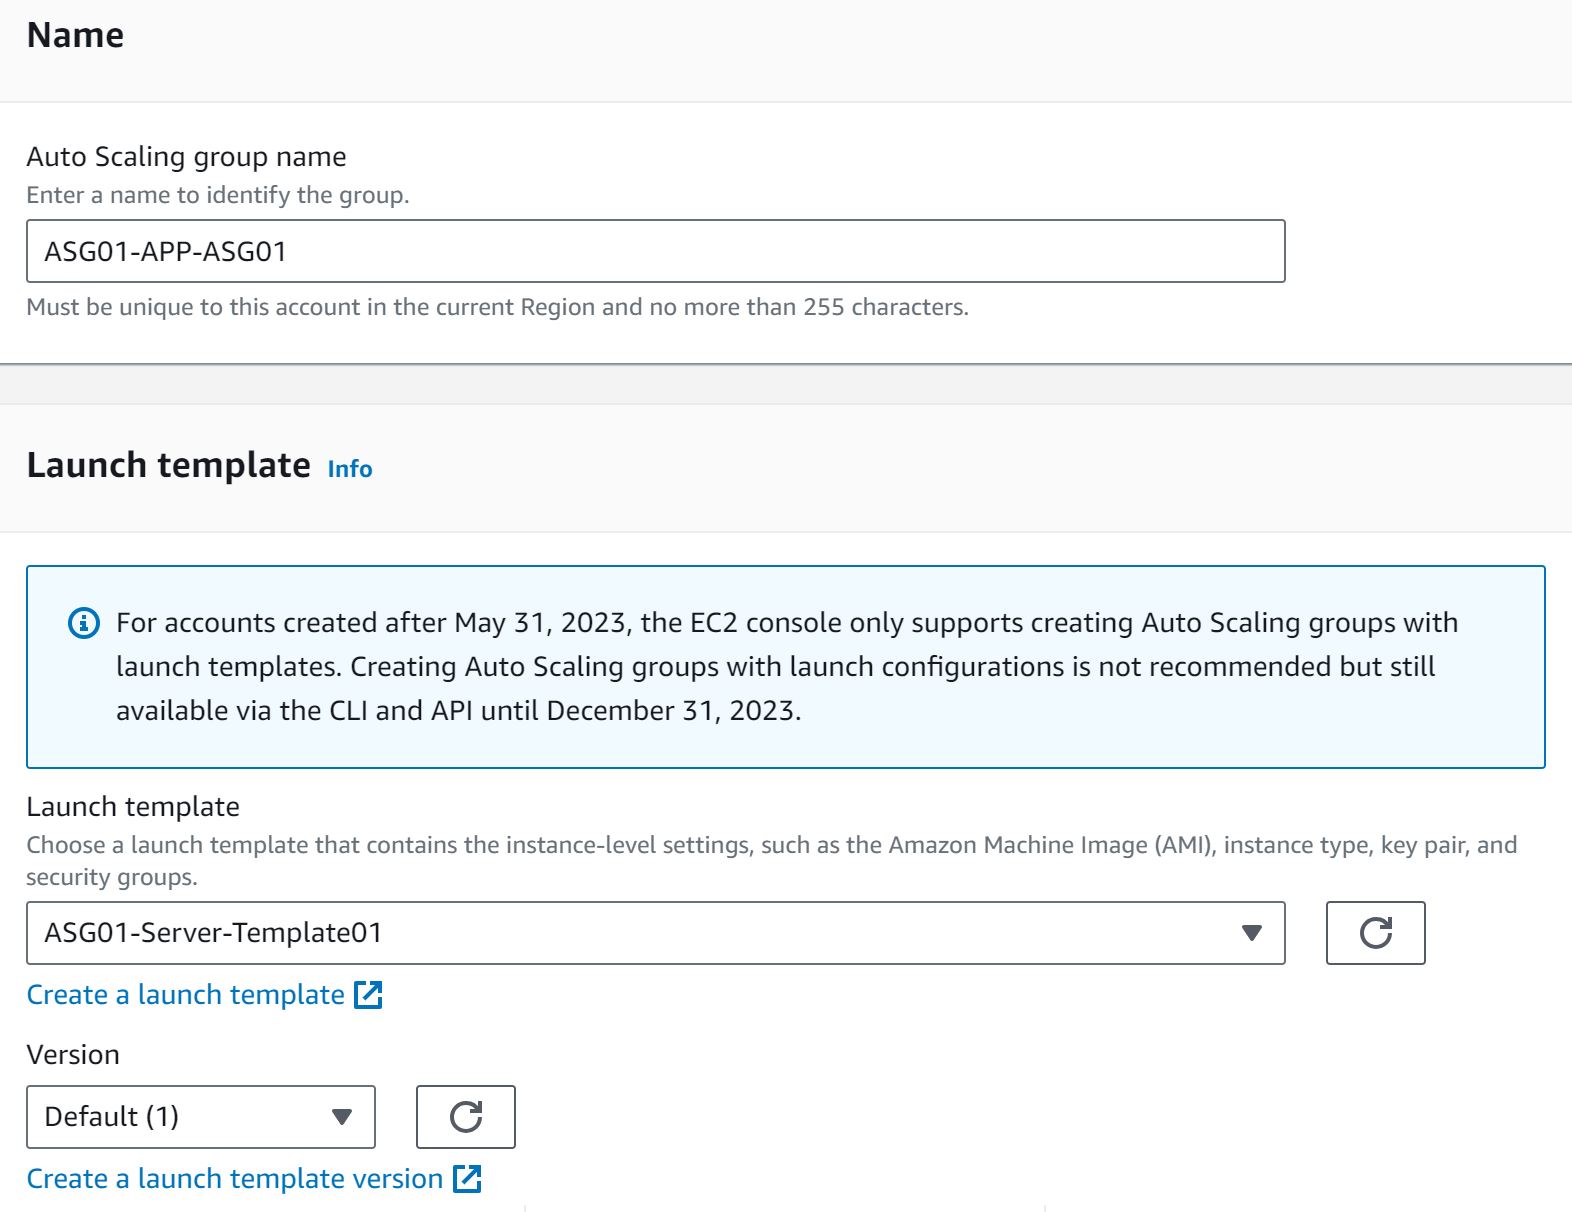 Name
Auto Scaling group name
Enter a name to identify the group.
ASG01-APP-ASG01
Must be unique to this account in the current Region and no more than 255 characters.
Launch template Info
For accounts created after May 31, 2023, the EC2 console only supports creating Auto Scaling groups with
launch templates. Creating Auto Scaling groups with launch configurations is not recommended but still
available via the CLI and API until December 31, 2023.
Launch template
Choose a launch template that contains the instance-level settings, such as the Amazon Machine Image (AMI), instance type, key pair, and
security groups.
ASG01-Server-Template01
Create a launch template
Version
Default (1)
Create a launch template version